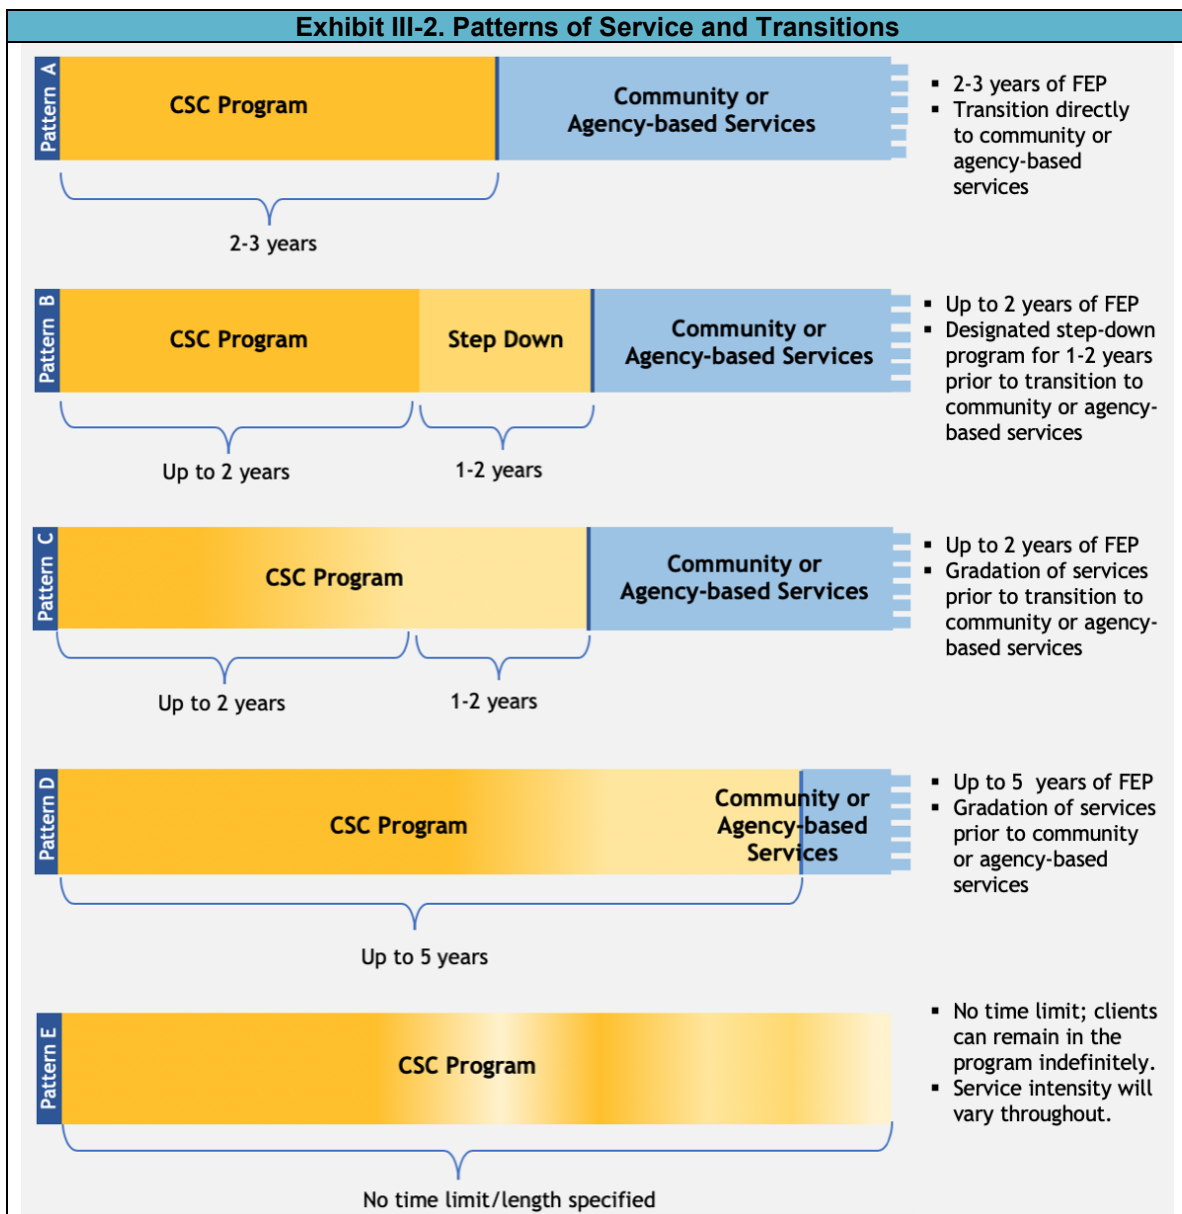 Exhibit III-2. Patterns of Service and Transitions
Pattern A
CSC Program
Community or
Agency-based Services
2-3 years
▪ 2-3 years of FEP
▪ Transition directly
to community or
agency-based
services
Pattern B
CSC Program
Step Down
Community or
Agency-based Services
Up to 2 years
1-2 years
▪ Up to 2 years of FEP
▪ Designated step-down
program for 1-2 years
prior to transition to
community or agency-
based services
Pattern C
CSC Program
Community or
Agency-based Services
Up to 2 years
1-2 years
▪ Up to 2 years of FEP
▪ Gradation of services
prior to transition to
community or agency-
based services
Pattern D
CSC Program
Community or
Agency-based
Services
Up to 5 years
▪ Up to 5 years of FEP
▪ Gradation of services
prior to community
or agency-based
services
Pattern E
CSC Program
No time limit/length specified
▪ No time limit; clients
can remain in the
program indefinitely.
▪ Service intensity will
vary throughout.